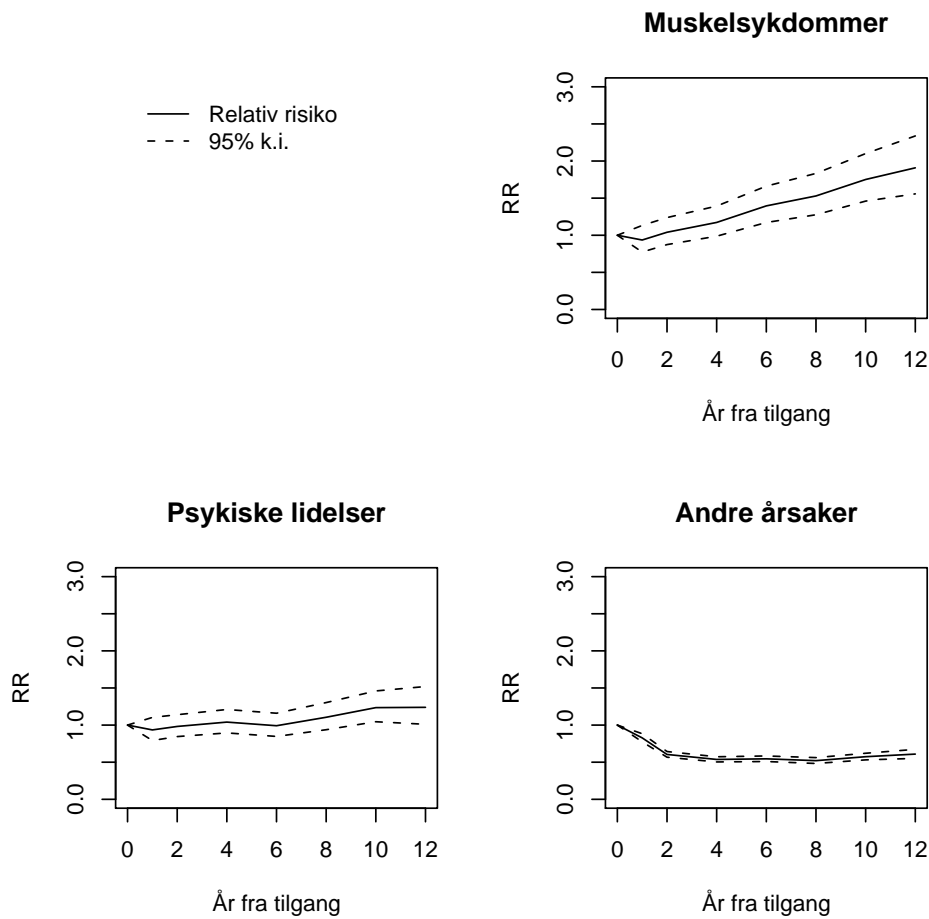 Muskelsykdommer
Relativ risiko
95% k.i.
RR
3.0
2.0
1.0
0.0
0 2 4 6 8 10 12
År fra tilgang
Psykiske lidelser
RR
3.0
2.0
1.0
0.0
0 2 4 6 8 10 12
År fra tilgang
Andre årsaker
RR
3.0
2.0
1.0
0.0
0 2 4 6 8 10 12
År fra tilgang